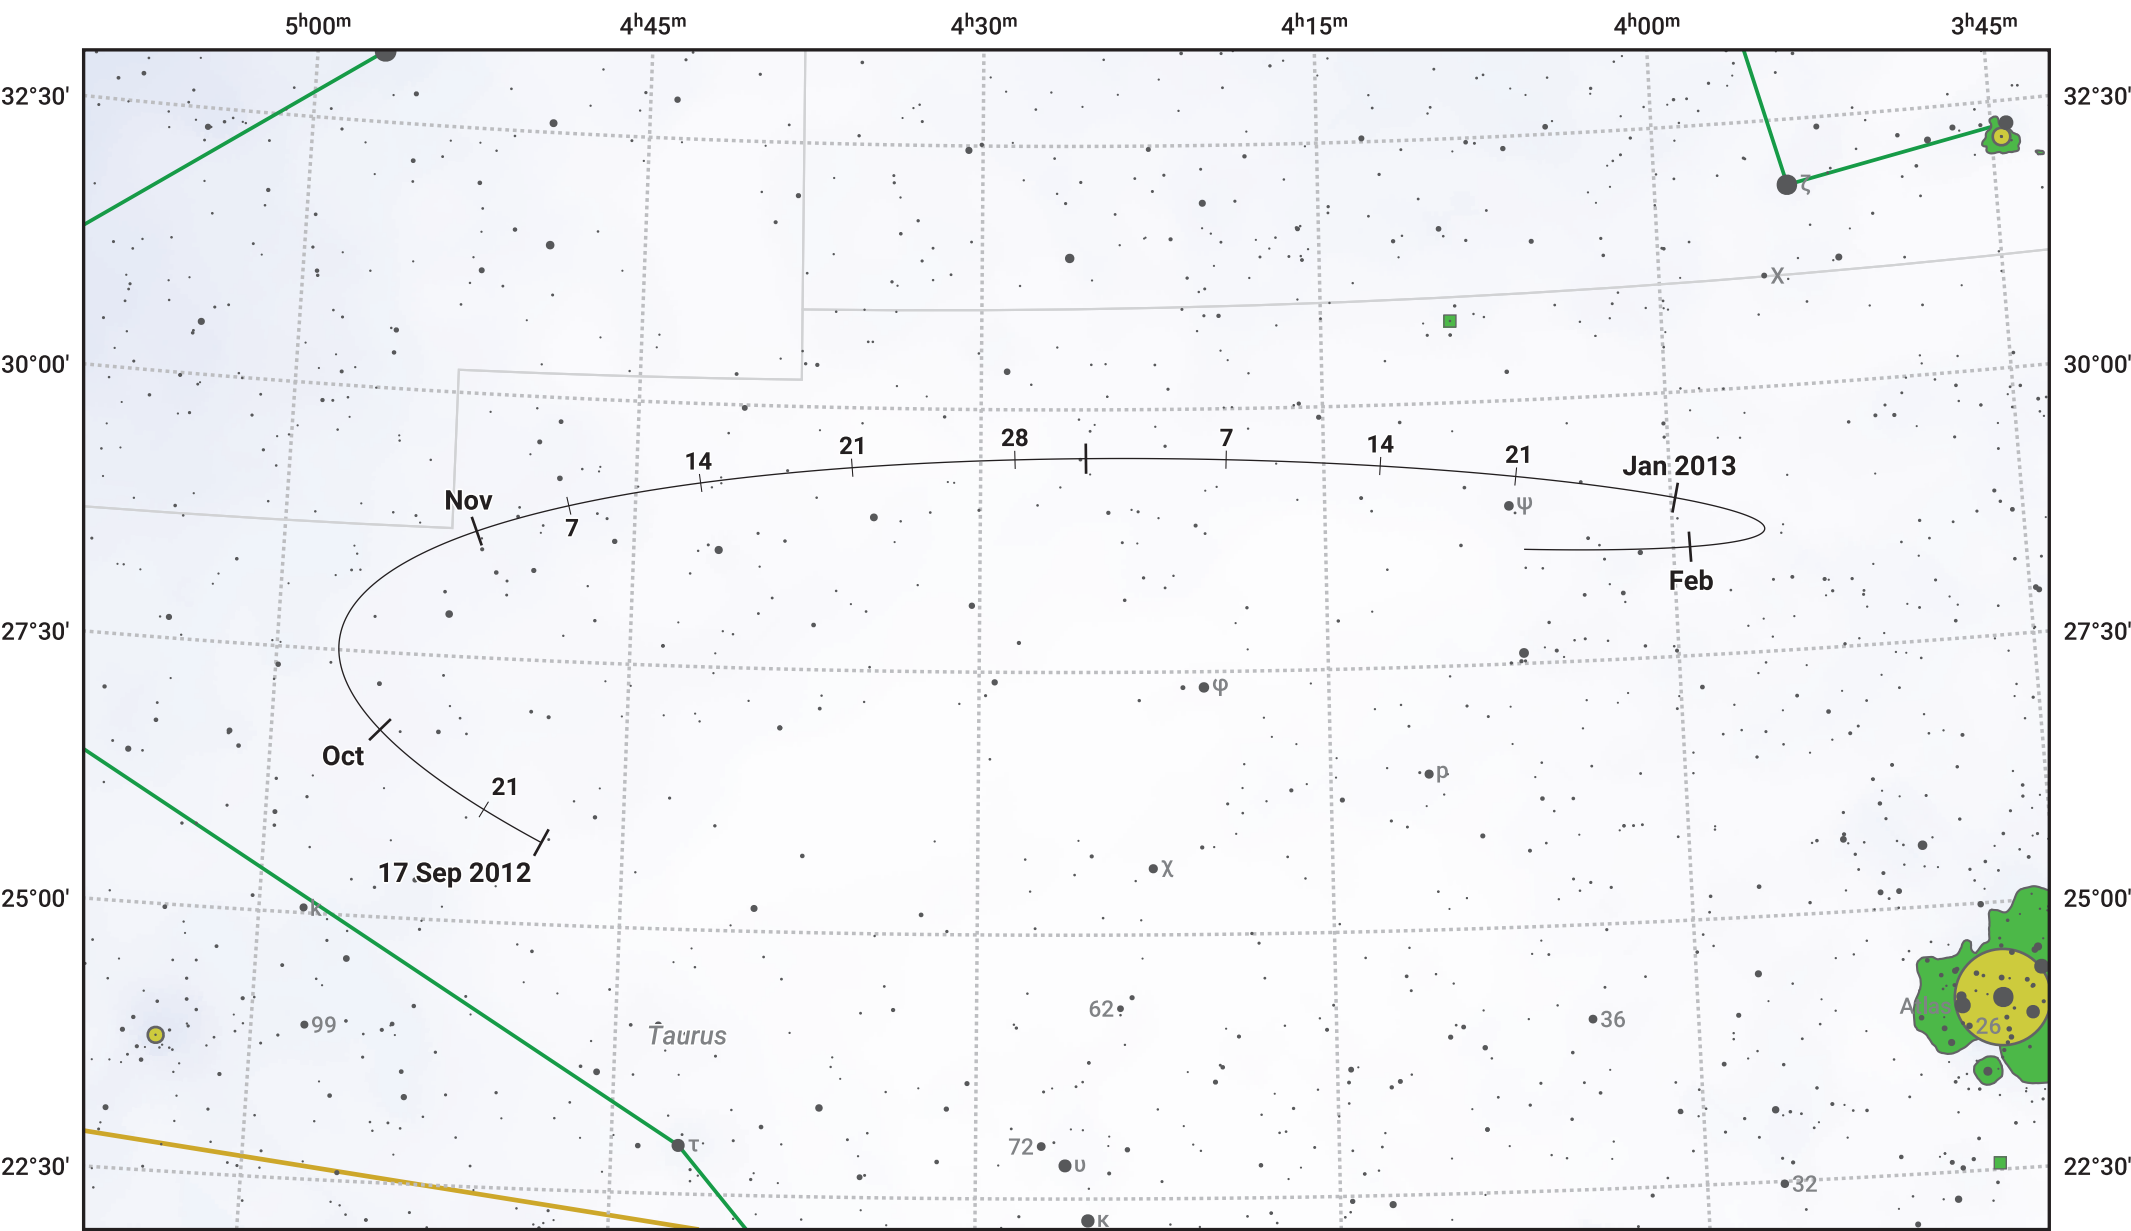 5ʰ00ᵐ 4ʰ45ᵐ 4ʰ30ᵐ 4ʰ15ᵐ 4ʰ00ᵐ 3ʰ45ᵐ
32°30' 32°30'
ζ
χ
30°00' 30°00'
14 21 28 7 14 21 Jan 2013
Nov
7
ψ
Feb
27°30' 27°30'
φ
Oct
21
p
17 Sep 2012
χ
25°00' 25°00'
k
99
Taurus
62
36
Atlas
26
τ
72
υ
22°30' 22°30'
32
κ